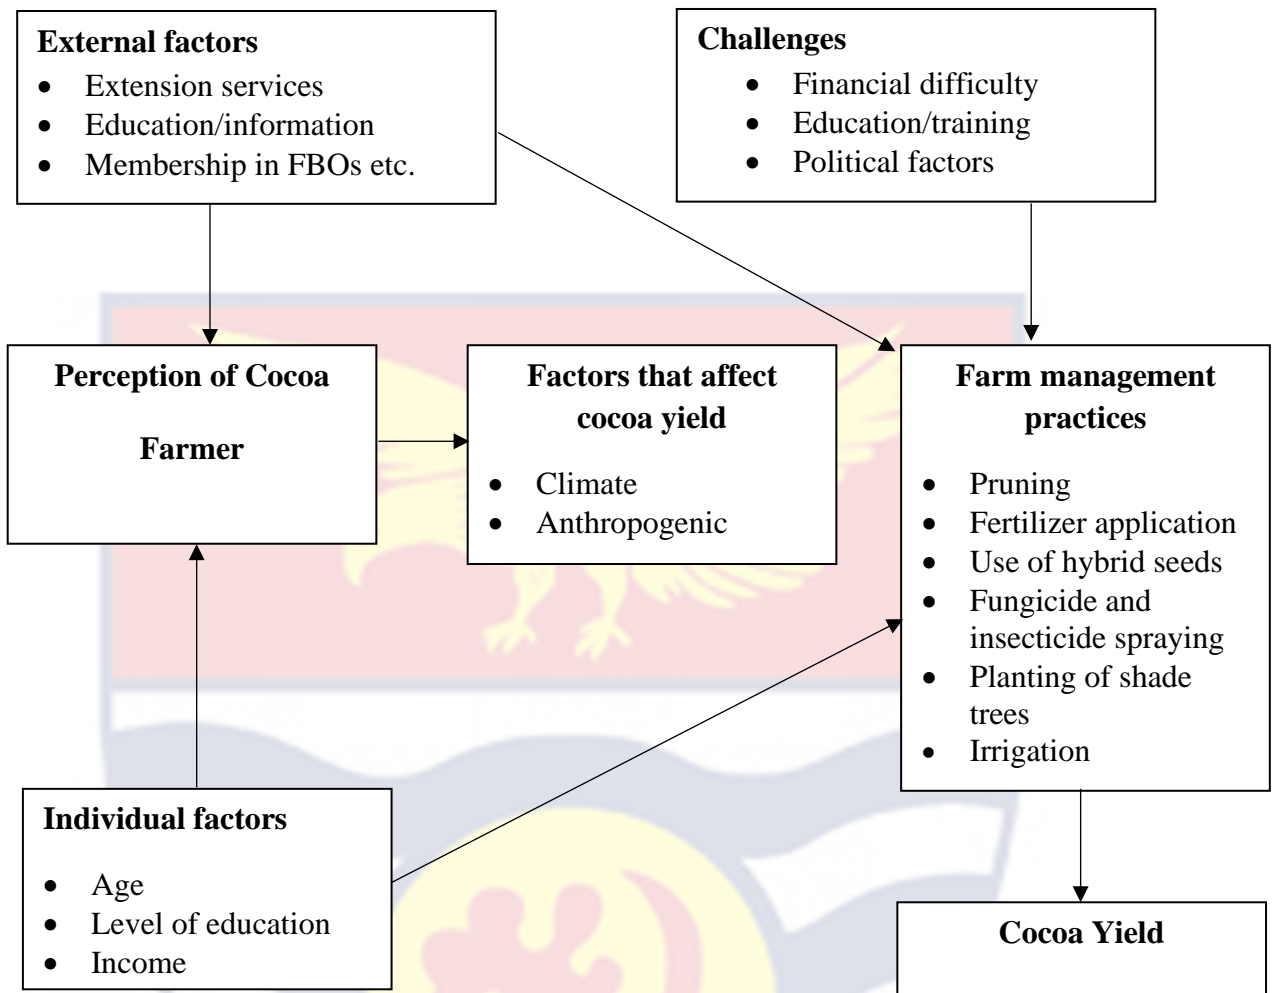 External factors
• Extension services
• Education/information
• Membership in FBOs etc.
Challenges
• Financial difficulty
• Education/training
• Political factors
Perception of Cocoa
Farmer
Factors that affect
cocoa yield
• Climate
• Anthropogenic
Farm management
practices
• Pruning
• Fertilizer application
• Use of hybrid seeds
• Fungicide and
insecticide spraying
• Planting of shade
trees
• Irrigation
Individual factors
• Age
• Level of education
• Income
Cocoa Yield